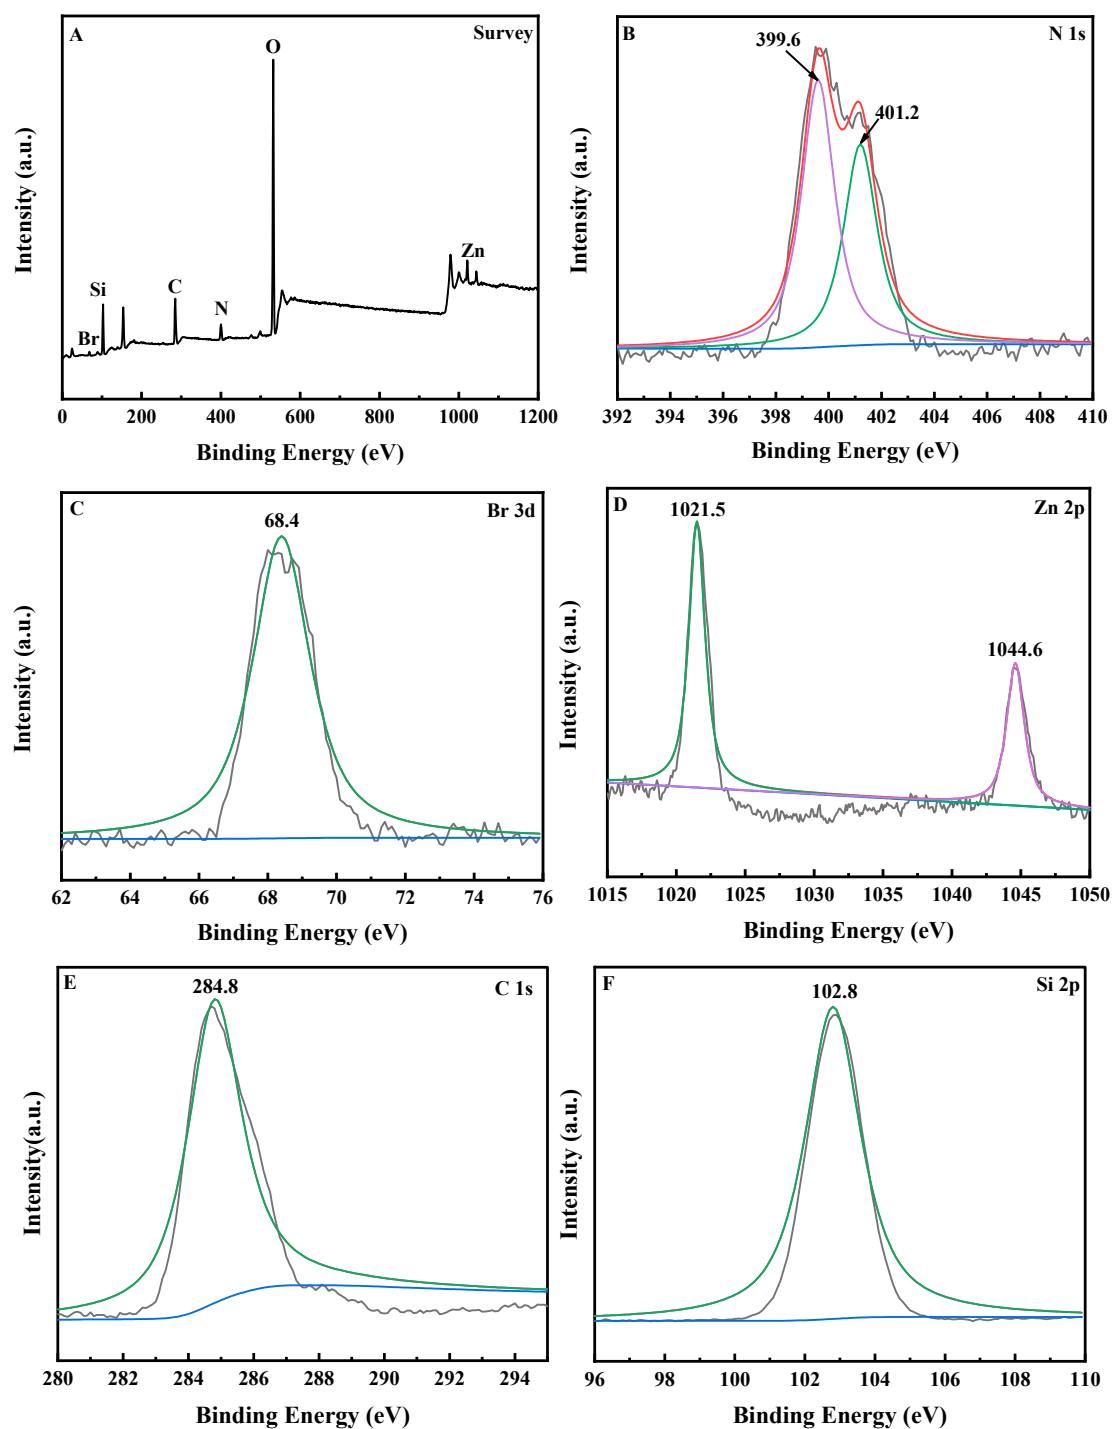 A
Survey
O
Si
Br
C
N
Zn
Intensity (a.u.)
0 200 400 600 800 1000 1200
Binding Energy (eV)
B
N 1s
399.6
401.2
Intensity (a.u.)
392 394 396 398 400 402 404 406 408 410
Binding Energy (eV)
C
Br 3d
68.4
Intensity (a.u.)
62 64 66 68 70 72 74 76
Binding Energy (eV)
D
Zn 2p
1021.5
1044.6
Intensity (a.u.)
1015 1020 1025 1030 1035 1040 1045 1050
Binding Energy (eV)
E
C 1s
284.8
Intensity(a.u.)
280 282 284 286 288 290 292 294
Binding Energy (eV)
F
Si 2p
102.8
Intensity (a.u.)
96 98 100 102 104 106 108 110
Binding Energy (eV)